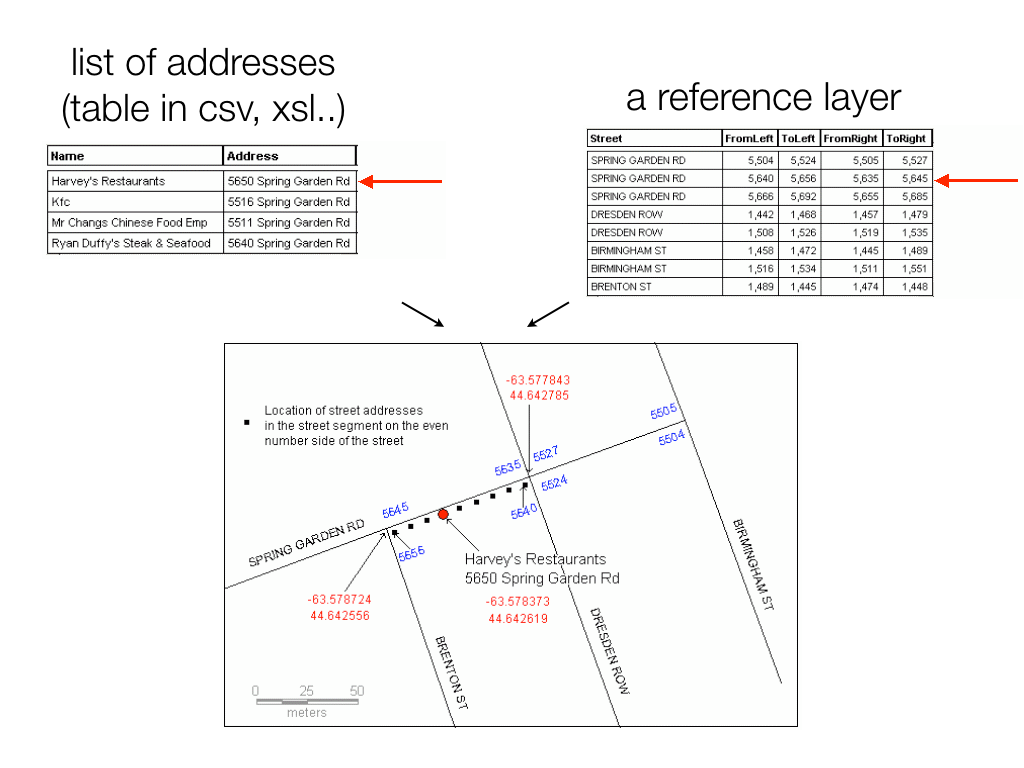 list of addresses
(table in csv, xsl..)
a reference layer
Name Address
Harvey's Restaurants 5650 Spring Garden Rd
Kfc 5516 Spring Garden Rd
Mr Changs Chinese Food Emp 5511 Spring Garden Rd
Ryan Duffy's Steak & Seafood 5640 Spring Garden Rd
Street FromLeft ToLeft FromRight ToRight
SPRING GARDEN RD 5,504 5,524 5,505 5,527
SPRING GARDEN RD 5,640 5,656 5,635 5,645
SPRING GARDEN RD 5,666 5,692 5,655 5,685
DRESDEN ROW 1,442 1,468 1,457 1,479
DRESDEN ROW 1,508 1,526 1,519 1,535
BIRMINGHAM ST 1,458 1,472 1,445 1,489
BIRMINGHAM ST 1,516 1,534 1,511 1,551
BRENTON ST 1,489 1,445 1,474 1,448
-63.577843
44.642785
Location of street addresses
in the street segment on the even
number side of the street
5505
5504
5527
5635
5524
5640
5645
5656
SPRING GARDEN RD
Harvey's Restaurants
5650 Spring Garden Rd
-63.578373
44.642619
-63.578724
44.642556
BIRMINGHAM ST
DRESDEN ROW
BRENTON ST
0 25 50
meters